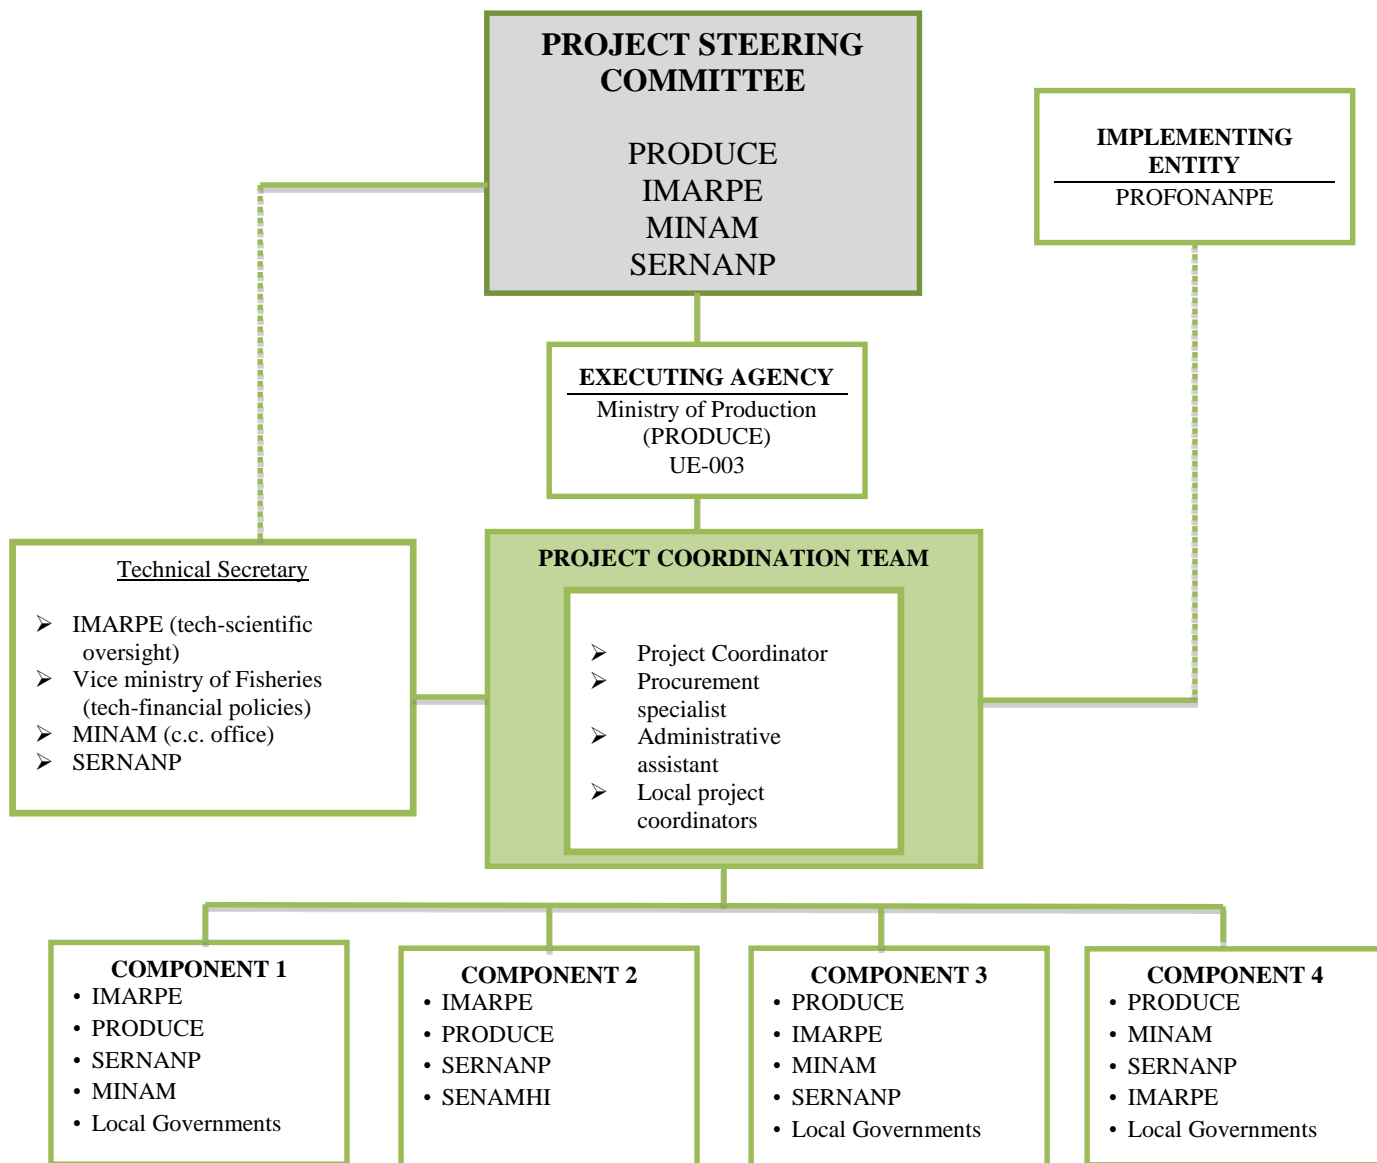 PROJECT STEERING
COMMITTEE
PRODUCE
IMARPE
MINAM
SERNANP
IMPLEMENTING
ENTITY
PROFONANPE
EXECUTING AGENCY
Ministry of Production
(PRODUCE)
UE-003
Technical Secretary
➢ IMARPE (tech-scientific
oversight)
➢ Vice ministry of Fisheries
(tech-financial policies)
➢ MINAM (c.c. office)
➢ SERNANP
PROJECT COORDINATION TEAM
➢ Project Coordinator
➢ Procurement
specialist
➢ Administrative
assistant
➢ Local project
coordinators
COMPONENT 1
• IMARPE
• PRODUCE
• SERNANP
• MINAM
• Local Governments
COMPONENT 2
• IMARPE
• PRODUCE
• SERNANP
• SENAMHI
COMPONENT 3
• PRODUCE
• IMARPE
• MINAM
• SERNANP
• Local Governments
COMPONENT 4
• PRODUCE
• MINAM
• SERNANP
• IMARPE
• Local Governments